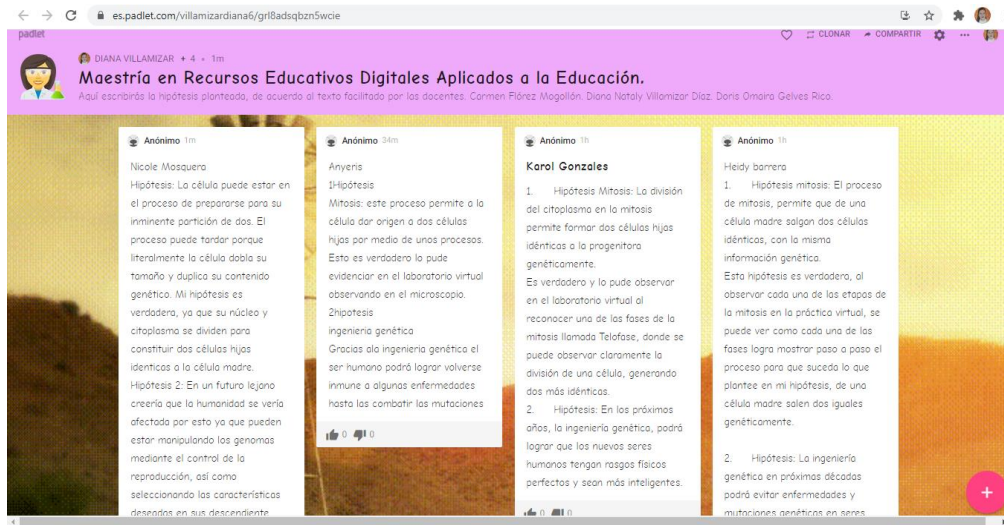 es.padlet.com/villamizardiana6/grl8adsqbzn5wcie
padlet
CLONAR
COMPARTIR
DIANA VILLAMIZAR + 4 • 1m
Maestría en Recursos Educativos Digitales Aplicados a la Educación.
Aquí escribirás la hipótesis planteada, de acuerdo al texto facilitado por las docentes. Carmen Flórez Mogollón. Diana Nataly Villamizar Díaz. Doris Omaira Gelves Rico.
Anónimo 1m
Nicole Mosquero
Hipótesis: La célula puede estar en
el proceso de prepararse para su
inminente partición de dos. El
proceso puede tardar porque
literalmente la célula dobla su
tamaño y duplica su contenido
genético. Mi hipótesis es
verdadera, ya que su núcleo y
citoplasma se dividen para
constituir dos células hijas
identicas a la célula madre.
Hipótesis 2: En un futuro lejano
creería que la humanidad se vería
afectada por esto ya que pueden
estar manipulando los genomas
mediante el control de la
reproducción, así como
seleccionando las características
deseadas en sus descendiente
Anónimo 34m
Anyeris
1Hipótesis
Mitosis: este proceso permite a la
célula dar origen a dos células
hijas por medio de unos procesos.
Esto es verdadero lo pude
evidenciar en el laboratorio virtual
observando en el microscopio.
2hipotesis
ingenieria genética
Gracias ala ingenieria genética el
ser humano podrá lograr volverse
inmune a algunas enfermedades
hasta las combatir las mutaciones
0 0
Anónimo 1h
Karol Gonzales
1. Hipótesis Mitosis: La división
del citoplasma en la mitosis
permite formar dos células hijas
idénticas a la progenitora
genéticamente.
Es verdadero y lo pude observar
en el laboratorio virtual al
reconocer una de las fases de la
mitosis llamada Telofase, donde se
puede observar claramente la
división de una célula, generando
dos más idénticas.
2. Hipótesis: En los próximos
años, la ingeniería genética, podrá
lograr que los nuevos seres
humanos tengan rasgos físicos
perfectos y sean más inteligentes.
0 0
Anónimo 1h
Heidy barrera
1. Hipótesis mitosis: El proceso
de mitosis, permite que de una
célula madre salgan dos células
idénticas, con la misma
información genética.
Esta hipótesis es verdadera, al
observar cada una de las etapas de
la mitosis en la práctica virtual, se
puede ver como cada una de las
fases logra mostrar paso a paso el
proceso para que suceda lo que
plantee en mi hipótesis, de una
célula madre salen dos iguales
genéticamente.
2. Hipótesis: La ingeniería
genética en próximas décadas
podrá evitar enfermedades y
mutaciones genéticas en seres